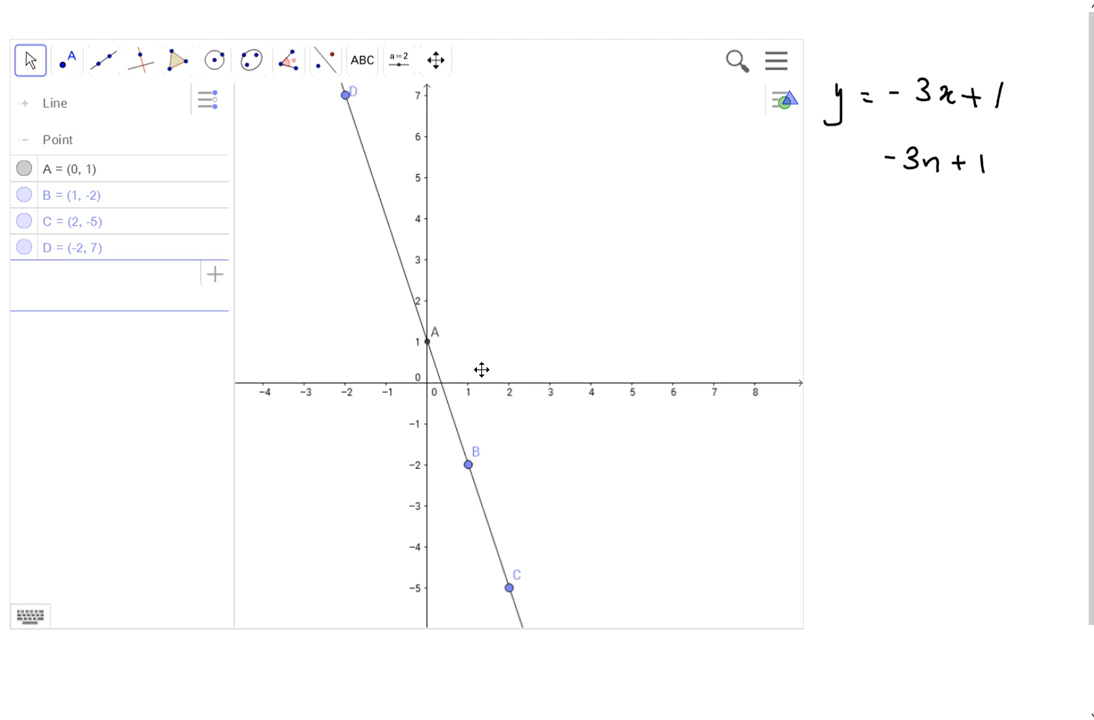 ABC
a=2
Line
Point
A = (0, 1)
B = (1, -2)
C = (2, -5)
D = (-2, 7)
D
7
6
5
4
3
2
A
1
0
−4 −3 −2 −1 0 1 2 3 4 5 6 7 8
−1
B
−2
−3
−4
C
−5
y = - 3x + 1
-3n + 1